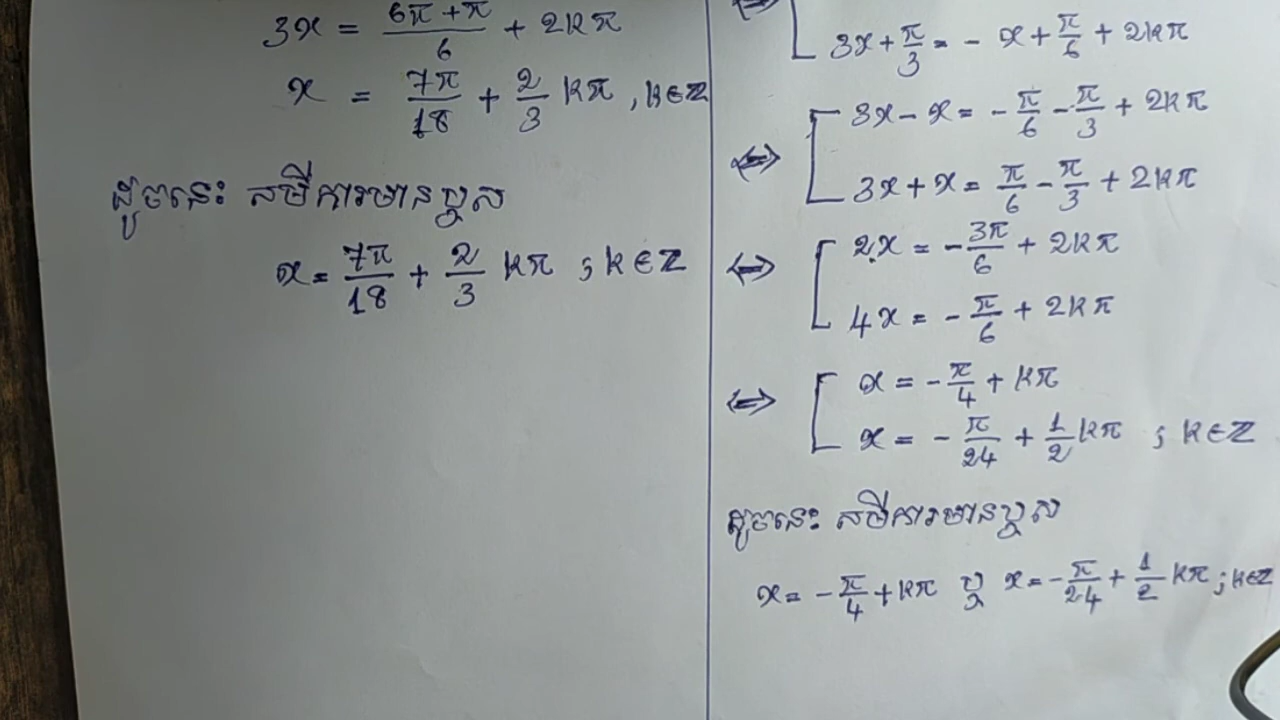 3x = (6π+π)/6 + 2kπ
x = 7π/18 + 2/3 kπ , k∈Z
ដូចនេះ សមីការមានឫស
x = 7π/18 + 2/3 kπ ; k∈Z
⇔
3x + π/3 = - x + π/6 + 2kπ
3x - x = - π/6 - π/3 + 2kπ
⇔
3x + x = π/6 - π/3 + 2kπ
2x = - 3π/6 + 2kπ
⇔
4x = - π/6 + 2kπ
x = - π/4 + kπ
⇔
x = - π/24 + 1/2 kπ ; k∈Z
ដូចនេះ សមីការមានឫស
x = - π/4 + kπ ឬ x = - π/24 + 1/2 kπ ; k∈Z